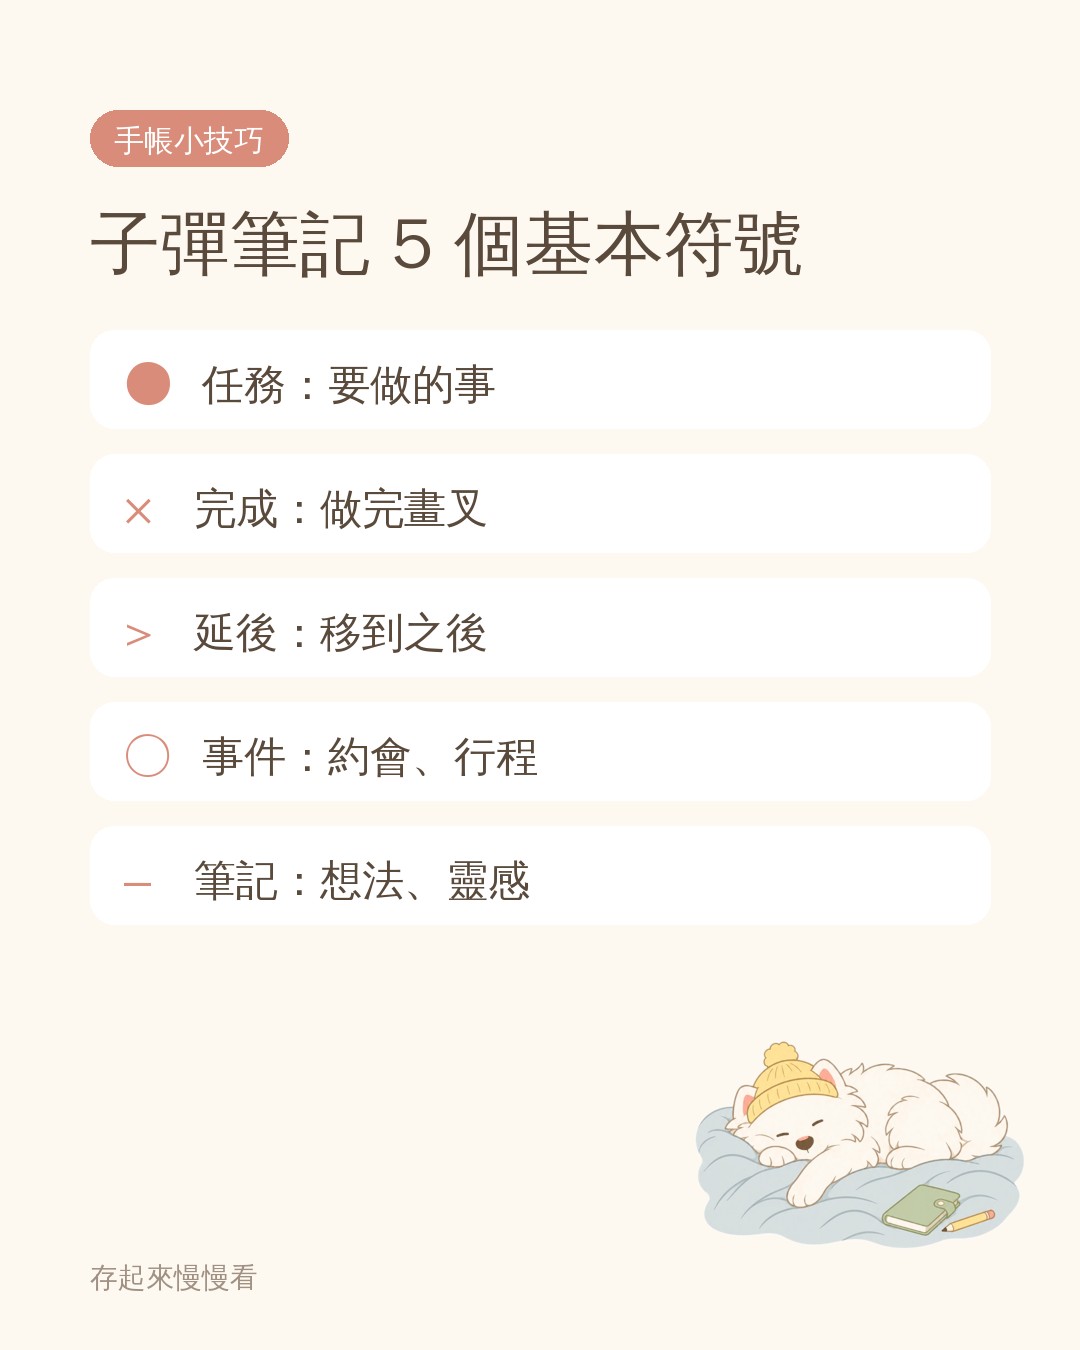 手帳小技巧
子彈筆記 5 個基本符號
● 任務：要做的事
× 完成：做完畫叉
> 延後：移到之後
○ 事件：約會、行程
– 筆記：想法、靈感
存起來慢慢看